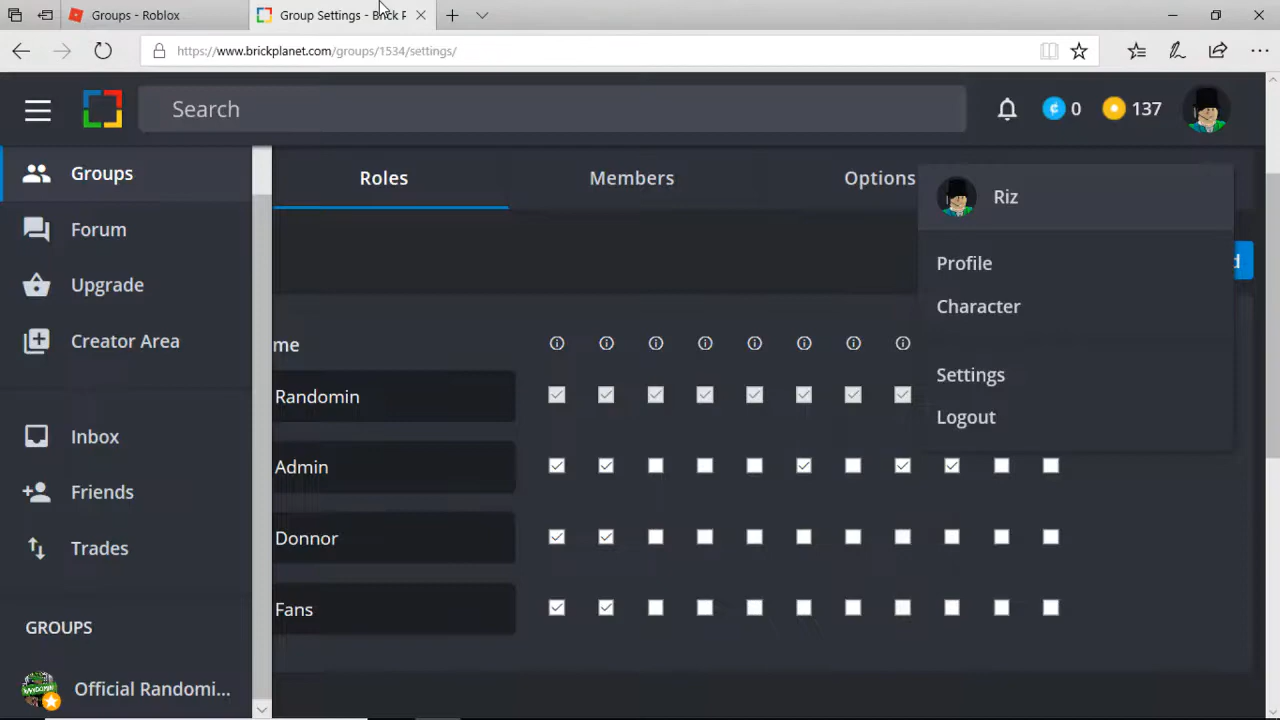 Groups - Roblox
Group Settings - Brick P
https://www.brickplanet.com/groups/1534/settings/
Search
0
137
Groups
Forum
Upgrade
Creator Area
Inbox
Friends
Trades
GROUPS
Official Randomi...
Roles
Members
Options
Riz
Profile
Character
Settings
Logout
d
me
Randomin
Admin
Donnor
Fans